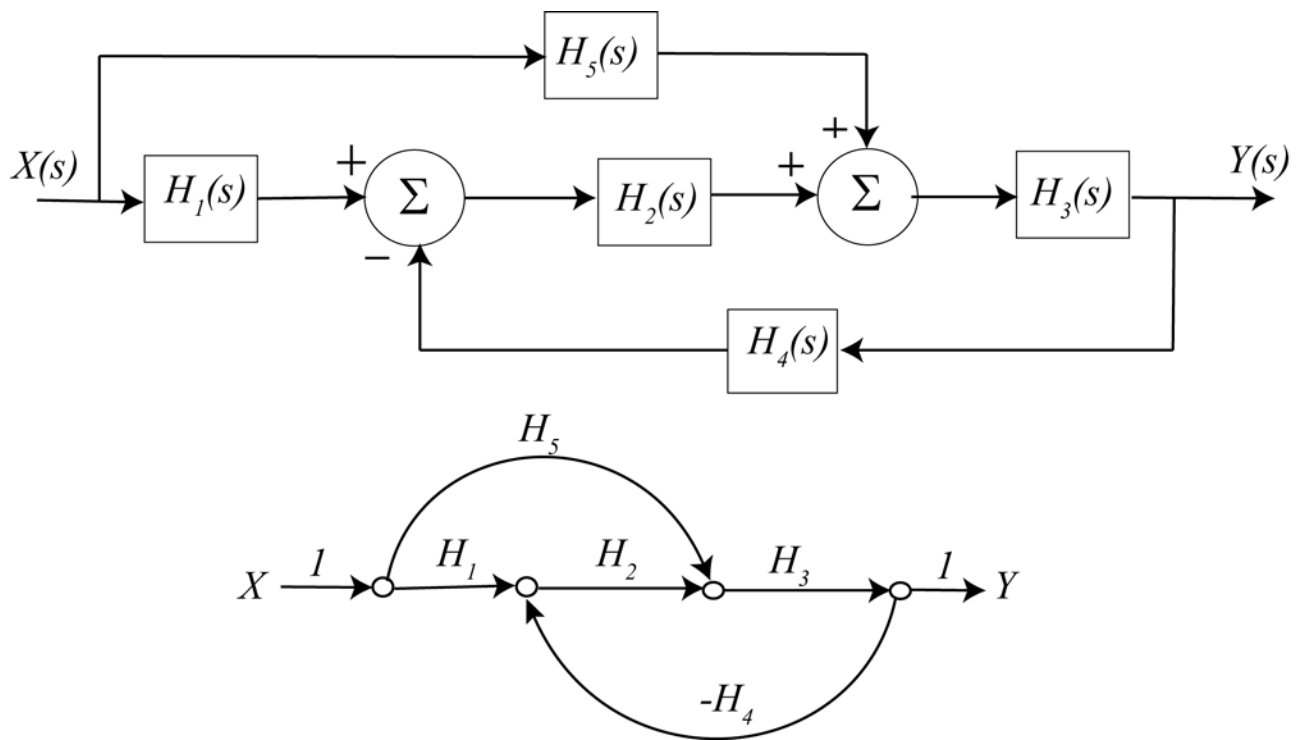 H₅(s)
X(s) H₁(s) + Σ H₂(s) + + Σ H₃(s) Y(s)
−
H₄(s)
H₅
X 1 H₁ H₂ H₃ 1 Y
-H₄